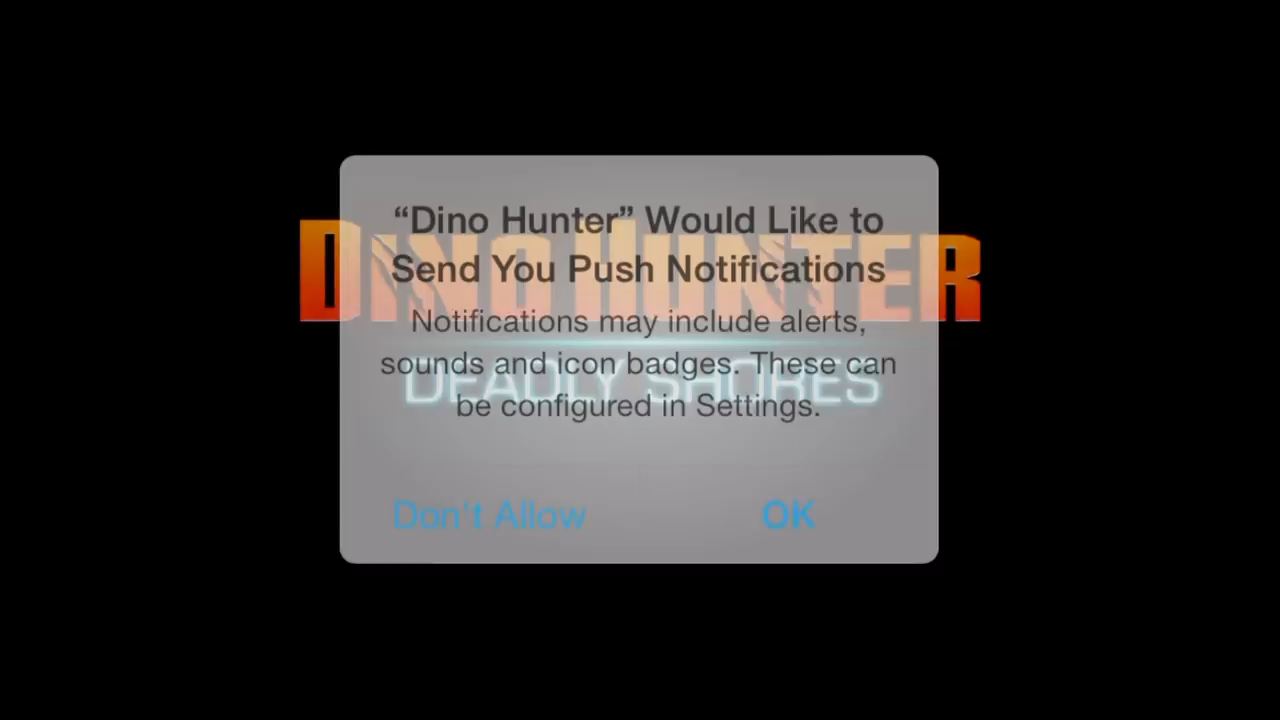 “Dino Hunter” Would Like to
Send You Push Notifications
Notifications may include alerts,
sounds and icon badges. These can
be configured in Settings.
Don't Allow OK
DINO HUNTER
DEADLY SHORES